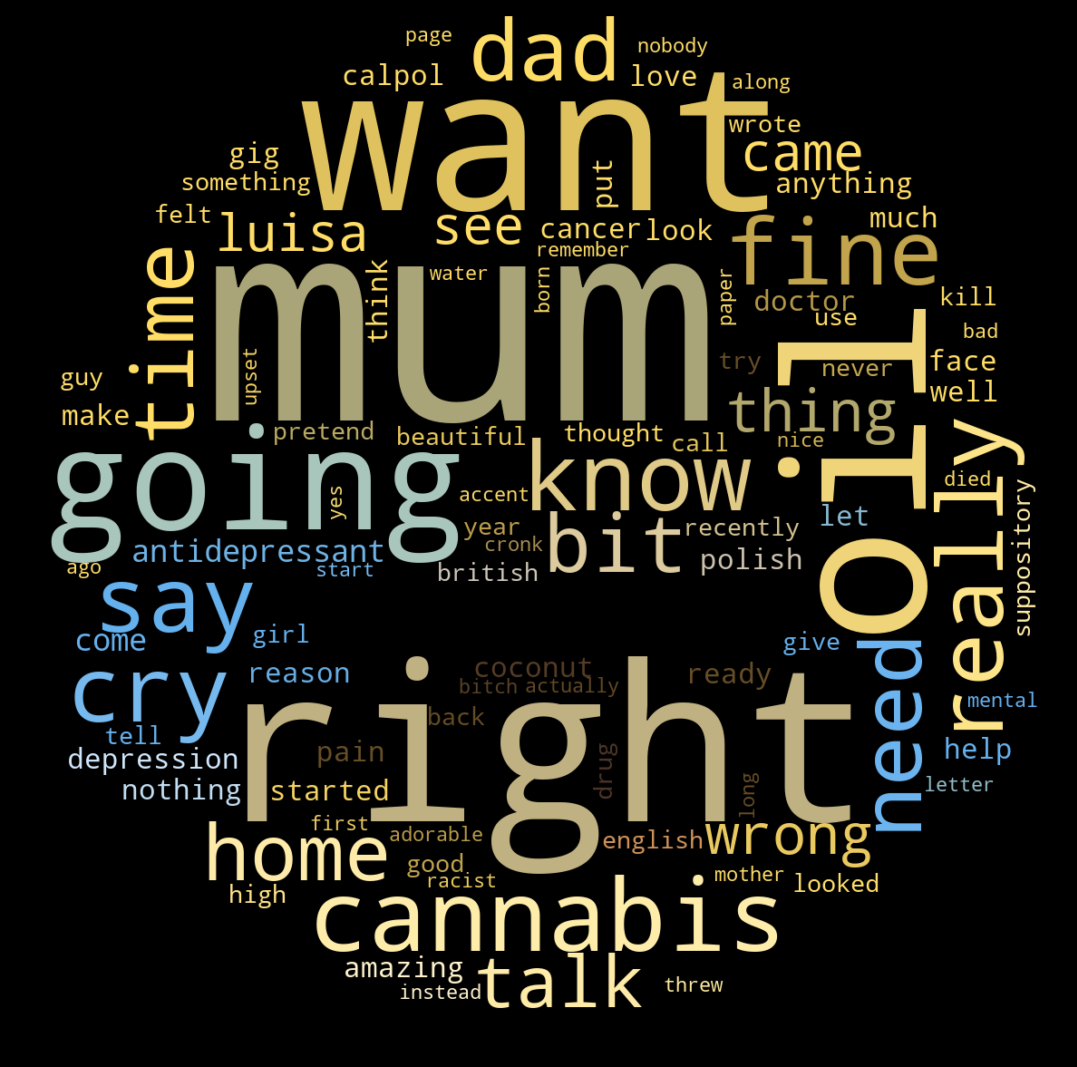 page
dad
nobody
calpol
love
along
want
wrote
came
gig
something
put
anything
felt
luisa
see
cancer
look
much
remember
fine
time
think
water
born
paper
doctor
use
kill
mum
bad
upset
try
never
face
guy
well
make
thing
oil
pretend
beautiful
thought
call
nice
really
going
know
died
yes
accent
suppository
year
cronk
bit
recently
let
antidepressant
ago
start
british
polish
say
come
girl
give
need
cry
reason
coconut
ready
bitch
actually
mental
right
back
tell
pain
drug
help
depression
nothing
started
long
letter
first
adorable
english
wrong
home
good
racist
mother
looked
high
cannabis
amazing
instead
talk
threw